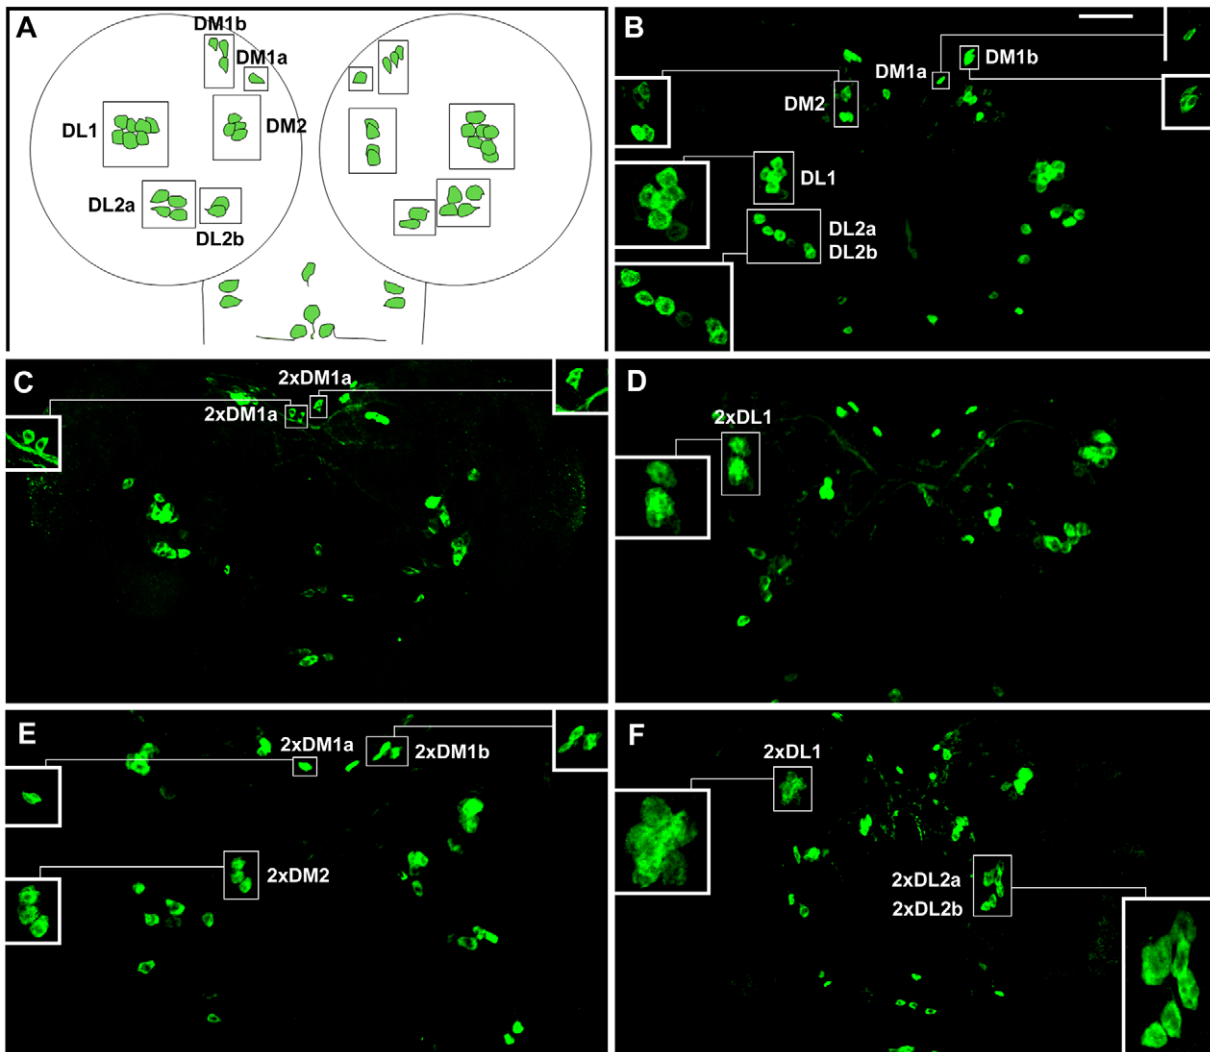 A
DM1b
DM1a
DL1
DM2
DL2a
DL2b
B
DM1a
DM1b
DM2
DL1
DL2a
DL2b
C
2xDM1a
2xDM1a
D
2xDL1
E
2xDM1a
2xDM1b
2xDM2
F
2xDL1
2xDL2a
2xDL2b